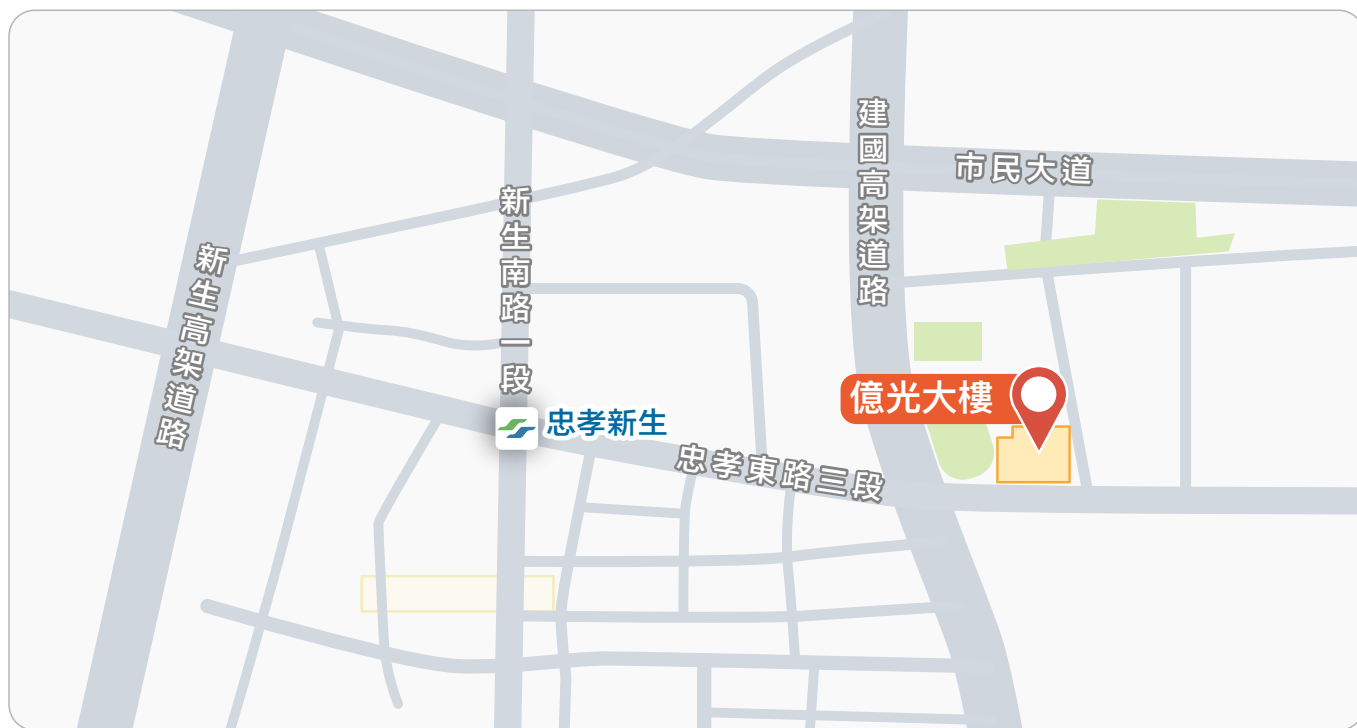 建國高架道路
市民大道
新生南路一段
新生高架道路
億光大樓
忠孝新生
忠孝東路三段